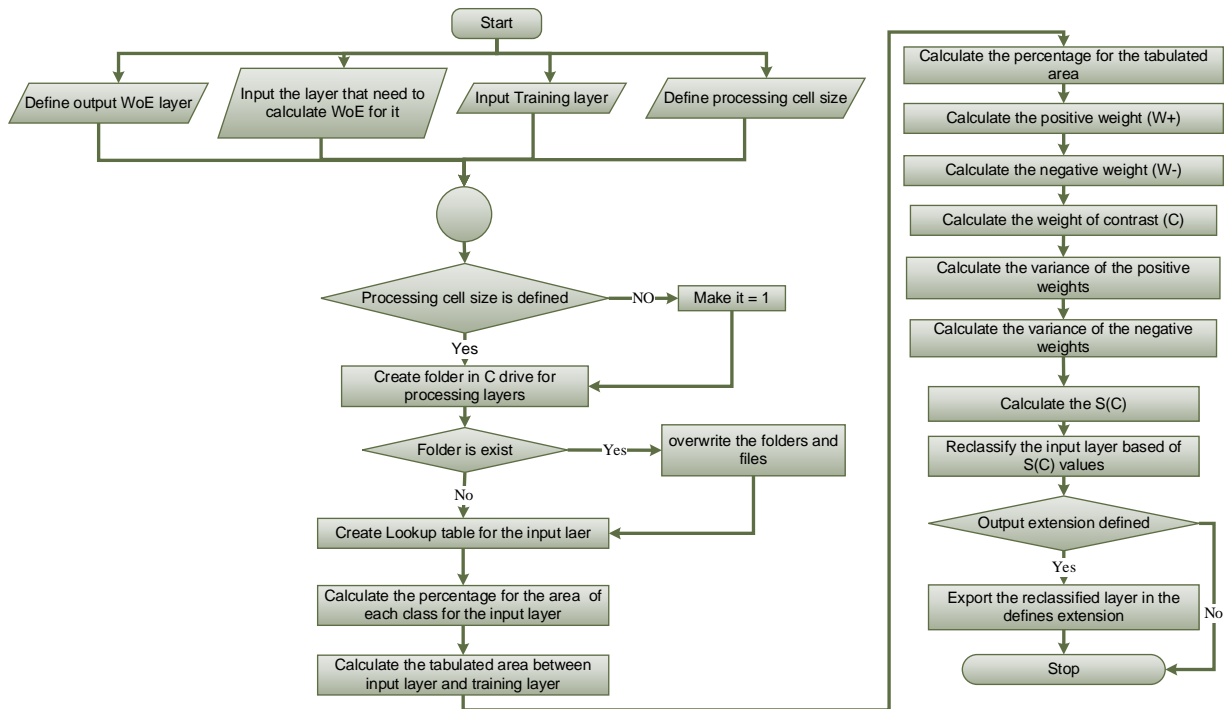 Start
Define output WoE layer
Input the layer that need to
calculate WoE for it
Input Training layer
Define processing cell size
Processing cell size is defined
NO
Make it = 1
Yes
Create folder in C drive for
processing layers
Folder is exist
Yes
overwrite the folders and
files
No
Create Lookup table for the input laer
Calculate the percentage for the area of
each class for the input layer
Calculate the tabulated area between
input layer and training layer
Calculate the percentage for the tabulated
area
Calculate the positive weight (W+)
Calculate the negative weight (W-)
Calculate the weight of contrast (C)
Calculate the variance of the positive
weights
Calculate the variance of the negative
weights
Calculate the S(C)
Reclassify the input layer based of
S(C) values
Output extension defined
Yes
No
Export the reclassified layer in the
defines extension
Stop